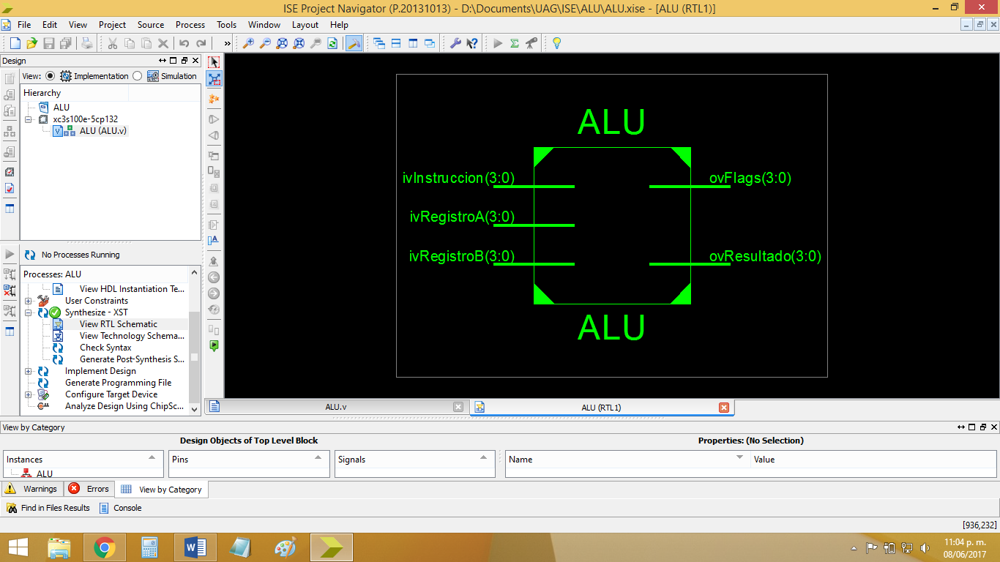 ISE Project Navigator (P.20131013) - D:\Documents\UAG\ISE\ALU\ALU.xise - [ALU (RTL1)]
File Edit View Project Source Process Tools Window Layout Help
Design
View: Implementation Simulation
Hierarchy
ALU
xc3s100e-5cp132
ALU (ALU.v)
No Processes Running
Processes: ALU
View HDL Instantiation Te...
User Constraints
Synthesize - XST
View RTL Schematic
View Technology Schema...
Check Syntax
Generate Post-Synthesis S...
Implement Design
Generate Programming File
Configure Target Device
Analyze Design Using ChipSc...
ALU
ivInstruccion(3:0) ovFlags(3:0)
ivRegistroA(3:0)
ivRegistroB(3:0) ovResultado(3:0)
ALU
ALU.v ALU (RTL1)
View by Category
Design Objects of Top Level Block Properties: (No Selection)
Instances Pins Signals Name Value
ALU
Warnings Errors View by Category
Find in Files Results Console
[936,232]
11:04 p. m.
08/06/2017